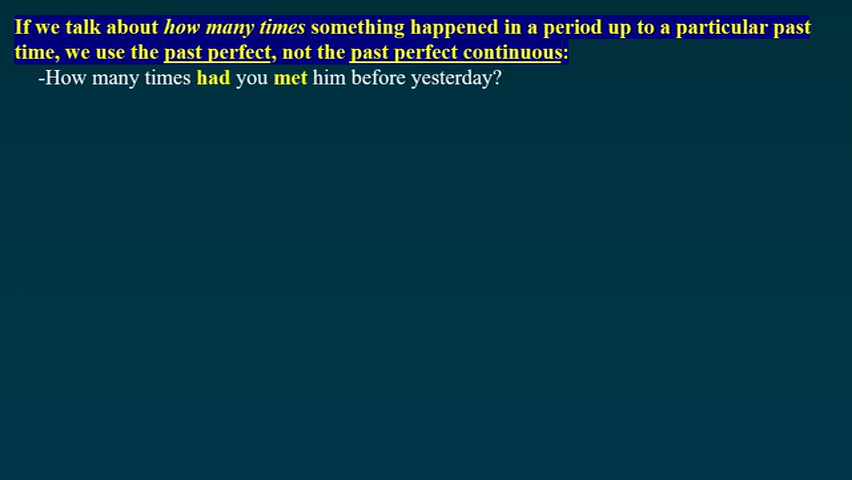 If we talk about how many times something happened in a period up to a particular past
time, we use the past perfect, not the past perfect continuous:
-How many times had you met him before yesterday?